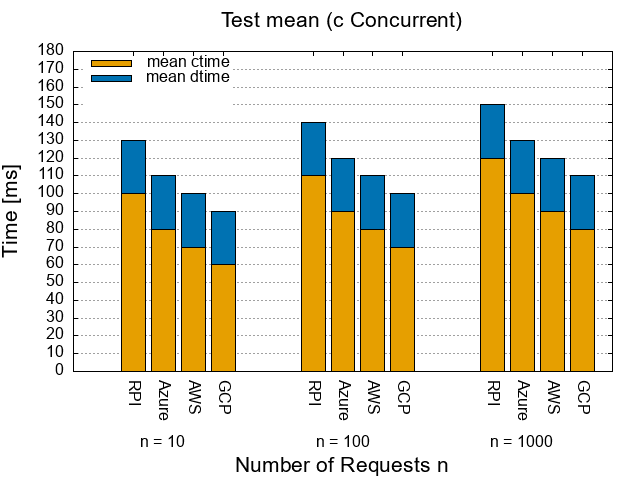 Test mean (c Concurrent)
mean ctime
mean dtime
Time [ms]
180
170
160
150
140
130
120
110
100
90
80
70
60
50
40
30
20
10
0
RPI Azure AWS GCP RPI Azure AWS GCP RPI Azure AWS GCP
n = 10 n = 100 n = 1000
Number of Requests n